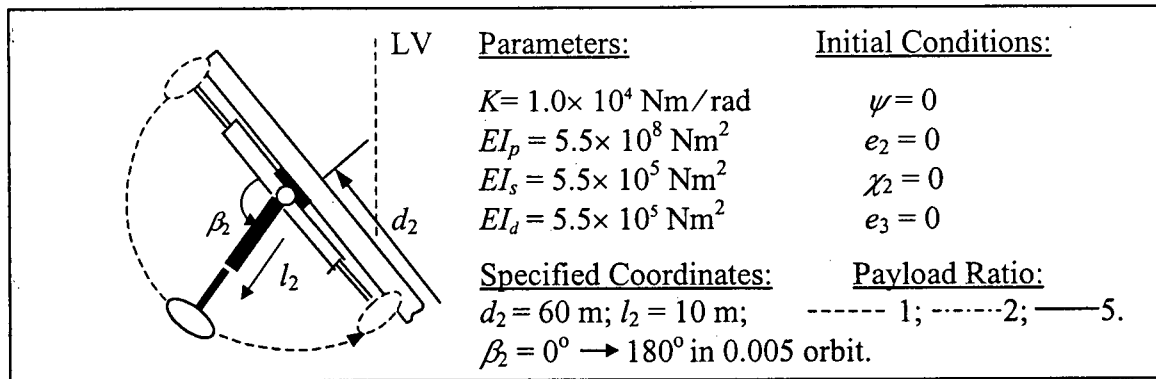 LV
β₂
l₂
d₂
Parameters:
K= 1.0× 10⁴ Nm/rad
EIₚ = 5.5× 10⁸ Nm²
EIₛ = 5.5× 10⁵ Nm²
EI_d = 5.5× 10⁵ Nm²
Initial Conditions:
ψ= 0
e₂ = 0
χ₂ = 0
e₃ = 0
Specified Coordinates:
d₂ = 60 m; l₂ = 10 m;
β₂ = 0° → 180° in 0.005 orbit.
Payload Ratio:
------ 1; -·-·-·-2; ——5.